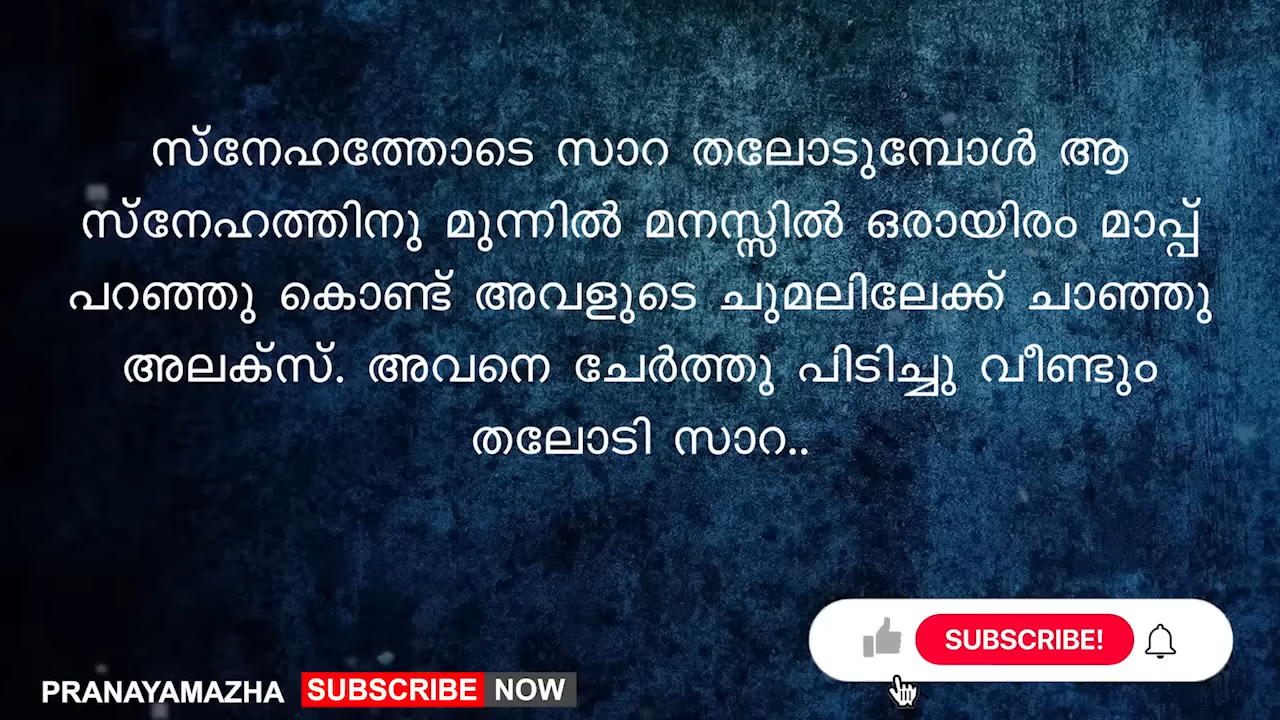 സ്നേഹത്തോടെ സാറ തലോടുമ്പോൾ ആ
സ്നേഹത്തിനു മുന്നിൽ മനസ്സിൽ ഒരായിരം മാപ്പ്
പറഞ്ഞു കൊണ്ട് അവളുടെ ചുമലിലേക്ക് ചാഞ്ഞു
അലക്സ്. അവനെ ചേർത്തു പിടിച്ചു വീണ്ടും
തലോടി സാറ..
SUBSCRIBE!
PRANAYAMAZHA SUBSCRIBE NOW